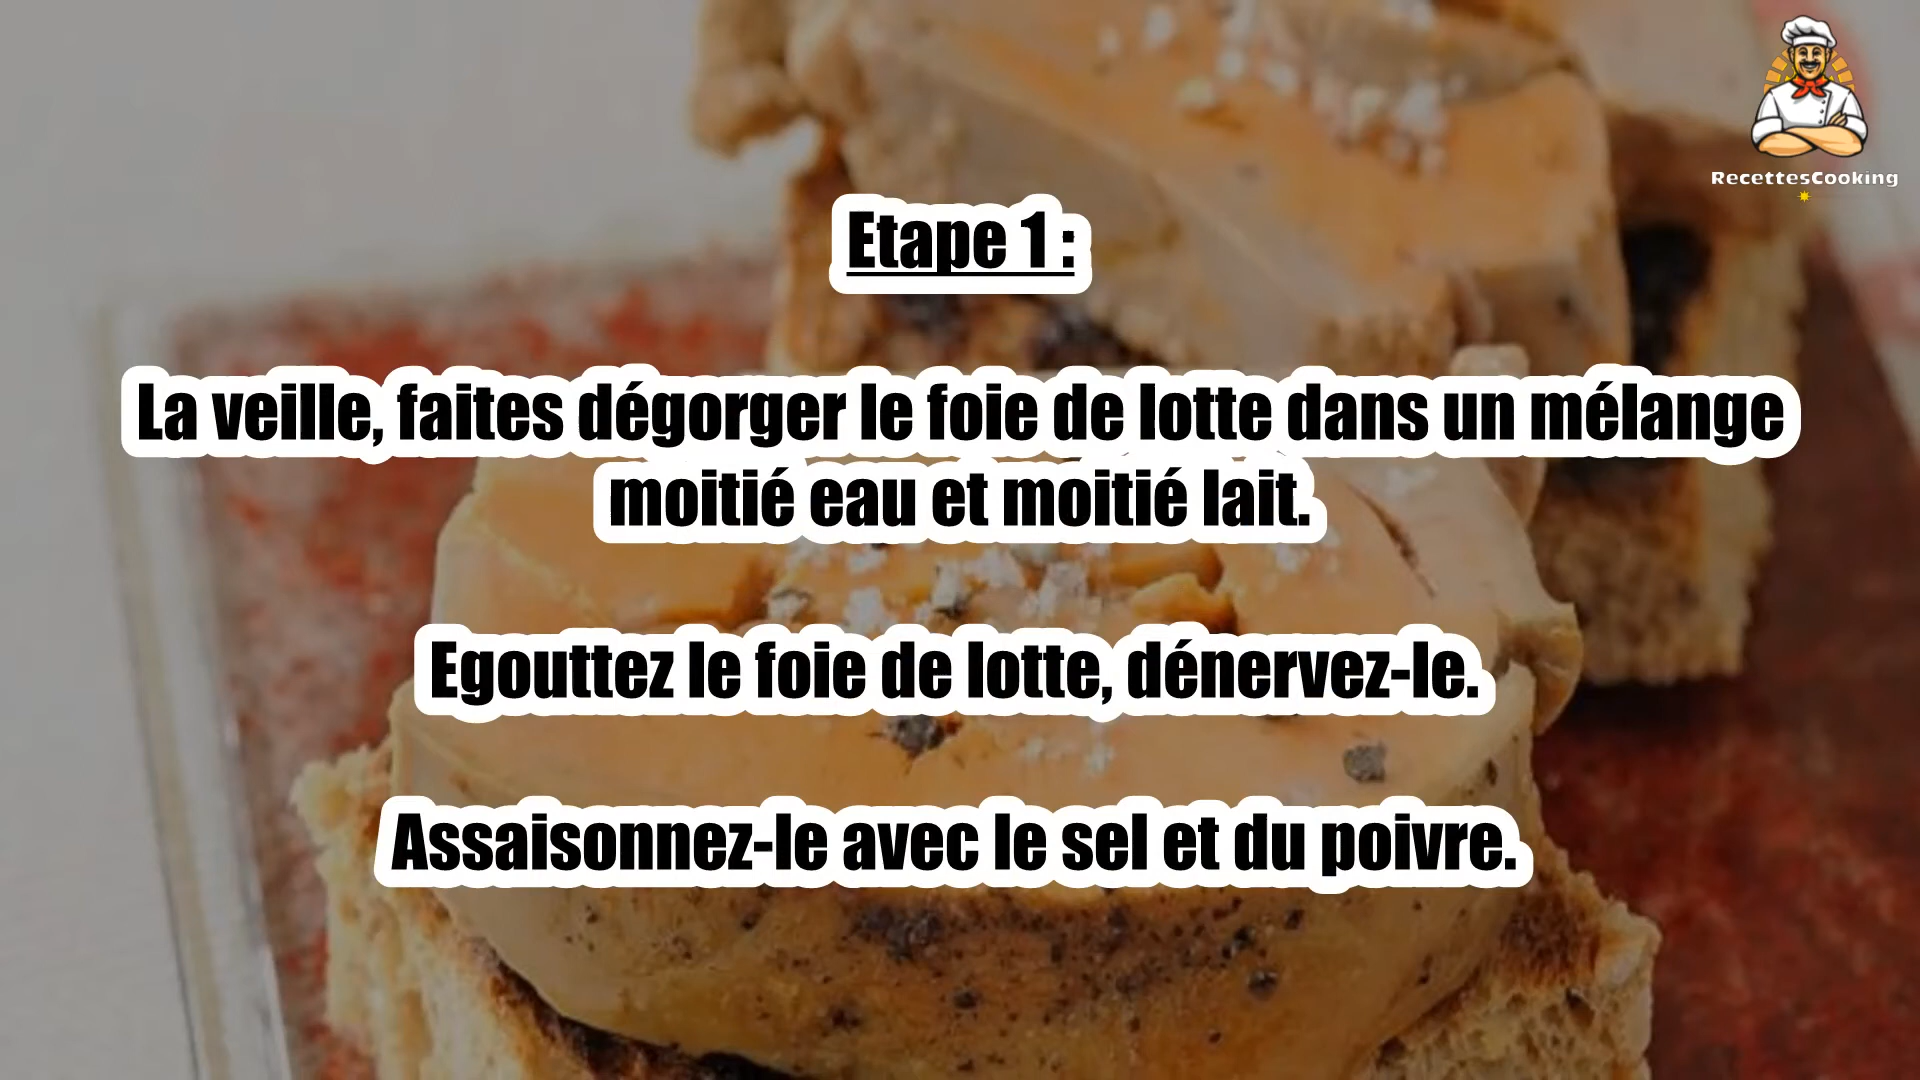 RecettesCooking
Etape 1 :
La veille, faites dégorger le foie de lotte dans un mélange
moitié eau et moitié lait.
Egouttez le foie de lotte, dénervez-le.
Assaisonnez-le avec le sel et du poivre.